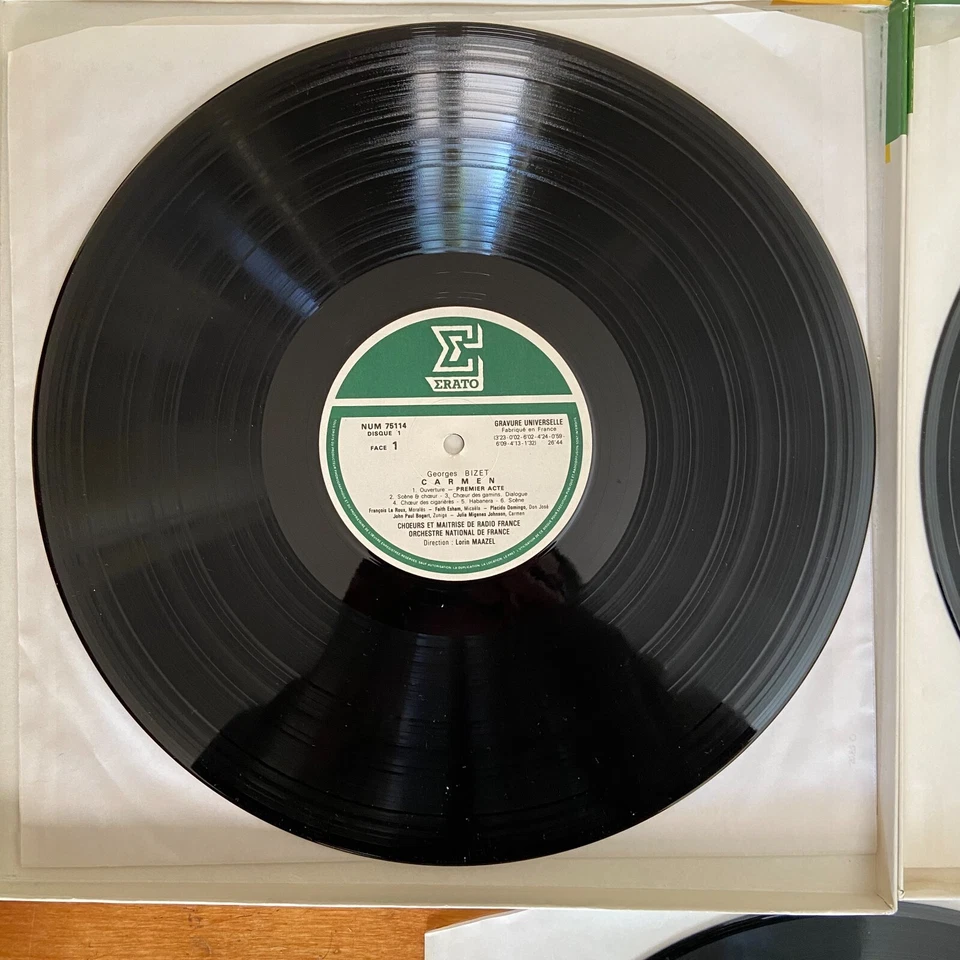 ΣRATO
NUM 75114
DISQUE 1
FACE 1
GRAVURE UNIVERSELLE
Fabriqué en France
(3'23-0'02-6'02-4'24-0'59-
6'09-4'13-1'32) 26'44
Georges BIZET
CARMEN
1. Ouverture — PREMIER ACTE
2. Scène & chœur - 3. Chœur des gamins. Dialogue
4. Chœur des cigarières - 5. Habanera - 6. Scène
François Le Roux, Moralès — Faith Esham, Micaëla — Placido Domingo, Don José
John Paul Bogart, Zuniga — Julia Migenes Johnson, Carmen
CHOEURS ET MAITRISE DE RADIO FRANCE
ORCHESTRE NATIONAL DE FRANCE
Direction : Lorin MAAZEL